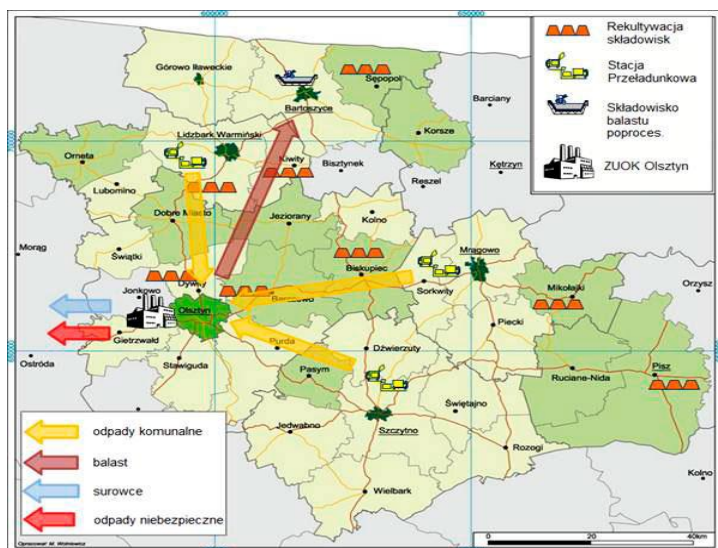 500000
650000
Rekultywacja
składowisk
Stacja
Przeładunkowa
Składowisko
balastu
poproces.
ZUOK Olsztyn
Górowo Iławeckie
Sępopol
Bartoszyce
Barciany
Korsze
Lidzbark Warmiński
Orneta
Kiwity
Bisztynek
Kętrzyn
Reszel
Lubomino
Dobre Miasto
Jeziorany
Kolno
Mrągowo
Świątki
Morąg
Biskupiec
Mikołajki
Orzysz
Jonkowo
Dywity
Barczewo
Sorkwity
Olsztyn
Piecki
Gietrzwałd
Ostróda
Stawiguda
Purda
Dźwierzuty
Pasym
Ruciane-Nida
Pisz
Świętajno
Jedwabno
Szczytno
Rozogi
Kolno
Wielbark
odpady komunalne
balast
surowce
odpady niebezpieczne
0 20 40km